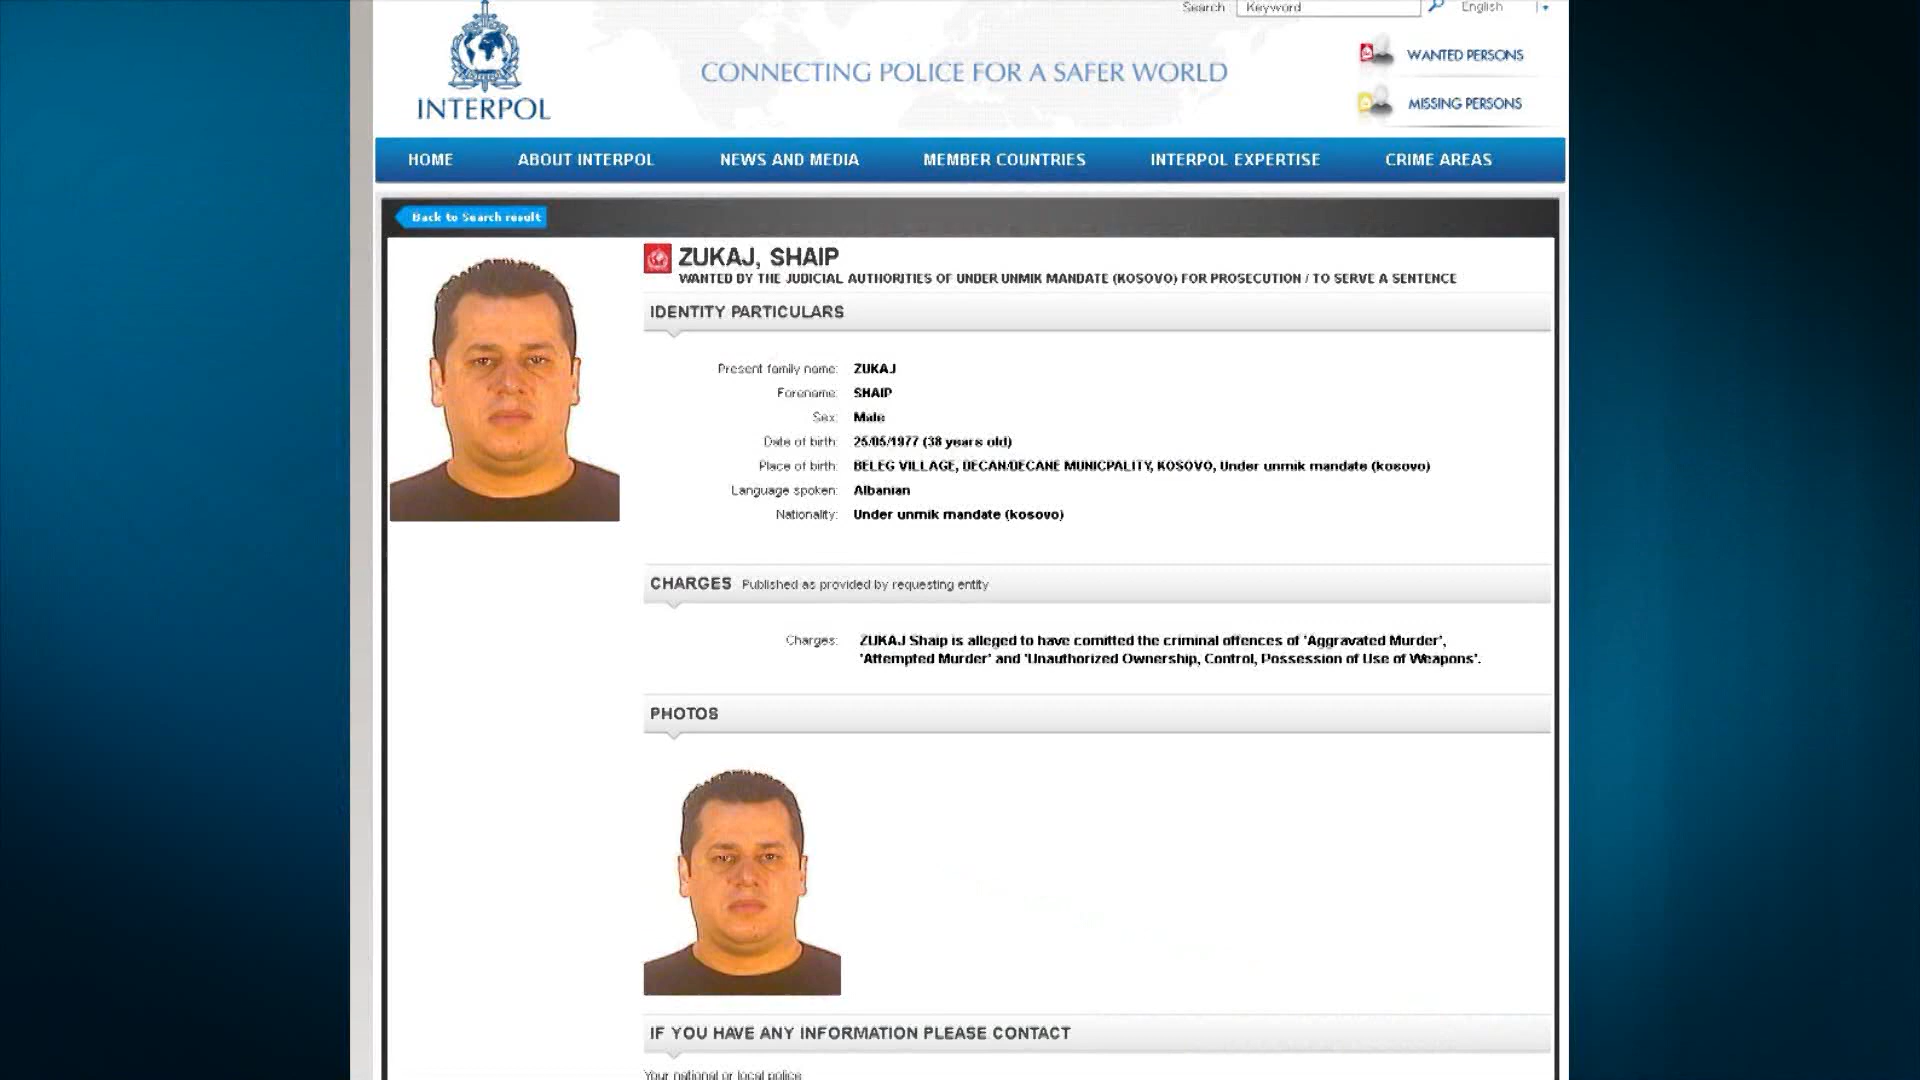 Search Keyword English
INTERPOL
CONNECTING POLICE FOR A SAFER WORLD
WANTED PERSONS
MISSING PERSONS
HOME ABOUT INTERPOL NEWS AND MEDIA MEMBER COUNTRIES INTERPOL EXPERTISE CRIME AREAS
Back to Search result
ZUKAJ, SHAIP
WANTED BY THE JUDICIAL AUTHORITIES OF UNDER UNMIK MANDATE (KOSOVO) FOR PROSECUTION / TO SERVE A SENTENCE
IDENTITY PARTICULARS
Present family name: ZUKAJ
Forename: SHAIP
Sex: Male
Date of birth: 25/05/1977 (38 years old)
Place of birth: BELEG VILLAGE, DECAN/DECANE MUNICPALITY, KOSOVO, Under unmik mandate (kosovo)
Language spoken: Albanian
Nationality: Under unmik mandate (kosovo)
CHARGES Published as provided by requesting entity
Charges: ZUKAJ Shaip is alleged to have comitted the criminal offences of 'Aggravated Murder',
'Attempted Murder' and 'Unauthorized Ownership, Control, Possession of Use of Weapons'.
PHOTOS
IF YOU HAVE ANY INFORMATION PLEASE CONTACT
Your national or local police